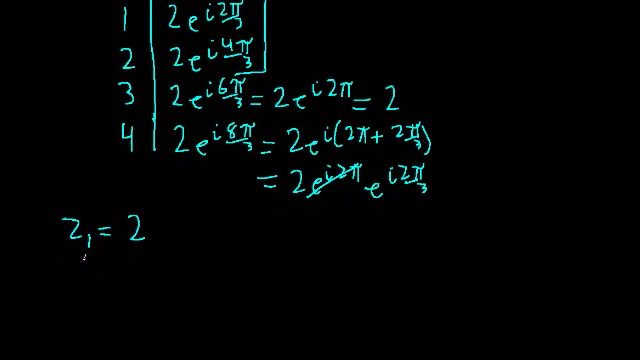 1 | 2e^{i2π/3}
2 | 2e^{i4π/3}
3 | 2e^{i6π/3} = 2e^{i2π} = 2
4 | 2e^{i8π/3} = 2e^{i(2π + 2π/3)}
= 2e^{i2π} e^{i2π/3}
z₁ = 2